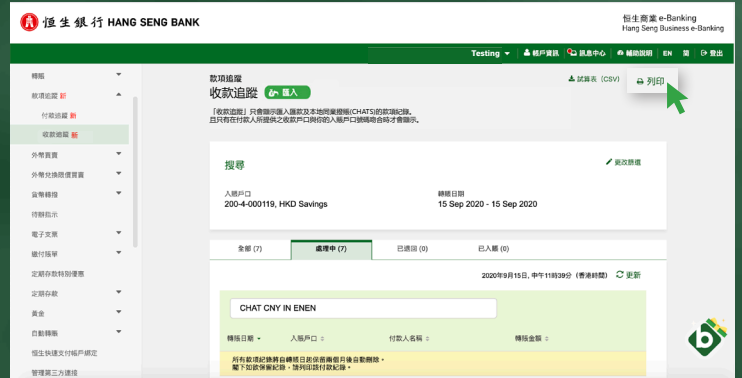 恒生銀行 HANG SENG BANK
恒生商業 e-Banking
Hang Seng Business e-Banking
Testing
帳戶資訊
訊息中心
輔助說明
EN
简
登出
轉賬
款項追蹤 新
付款追蹤 新
收款追蹤 新
外幣買賣
外幣兌換限價買賣
貨幣轉撥
待辦指示
電子支票
繳付賬單
定期存款特別優惠
定期存款
黃金
自動轉賬
恒生快速支付帳戶綁定
管理第三方連接
款項追蹤
收款追蹤 匯入
試算表 (CSV)
列印
「收款追蹤」只會顯示匯入匯款及本地同業撥賬(CHATS)的款項紀錄。
且只有在付款人所提供之收款戶口與你的入賬戶口號碼吻合時才會顯示。
搜尋
更改篩選
入賬戶口
轉賬日期
200-4-000119, HKD Savings
15 Sep 2020 - 15 Sep 2020
全部 (7)
處理中 (7)
已退回 (0)
已入賬 (0)
2020年9月15日, 中午11時39分 (香港時間)
更新
CHAT CNY IN ENEN
轉賬日期
入賬戶口
付款人名稱
轉賬金額
所有款項紀錄將自轉賬日起保留兩個月後自動刪除。
閣下如欲保留紀錄，請列印該付款紀錄。